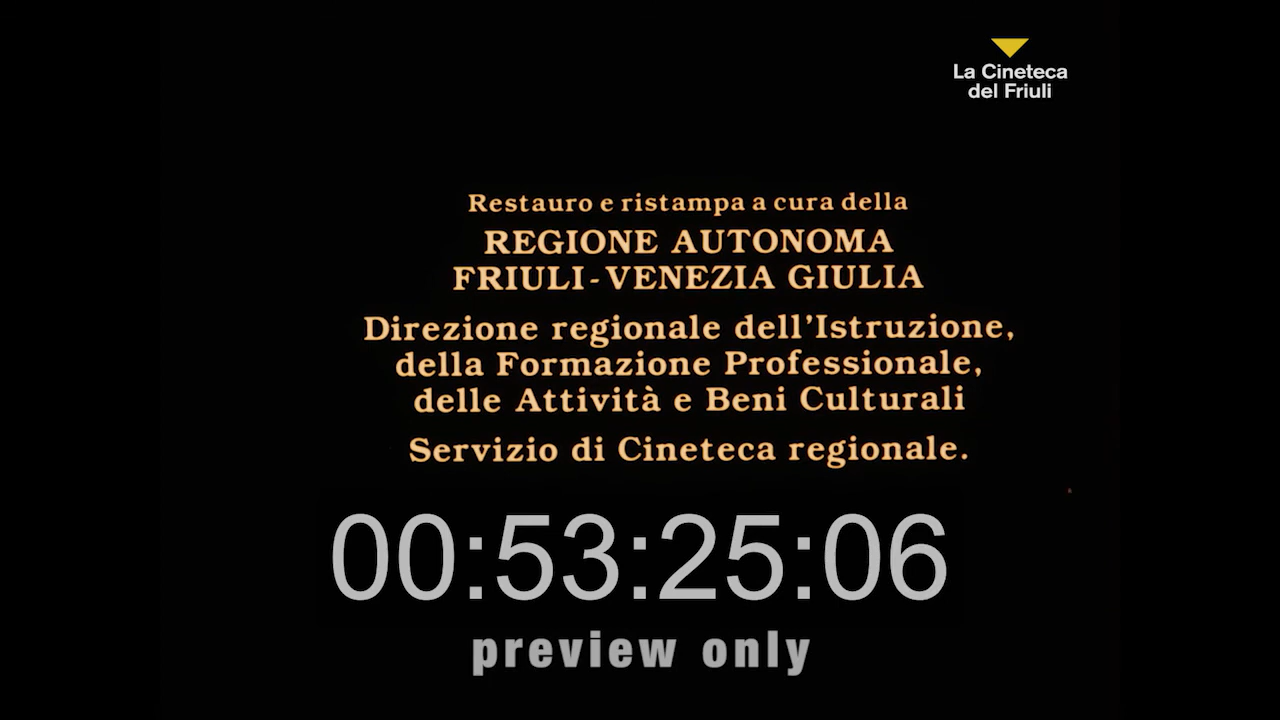 La Cineteca
del Friuli
Restauro e ristampa a cura della
REGIONE AUTONOMA
FRIULI-VENEZIA GIULIA
Direzione regionale dell'Istruzione,
della Formazione Professionale,
delle Attività e Beni Culturali
Servizio di Cineteca regionale.
00:53:25:06
preview only